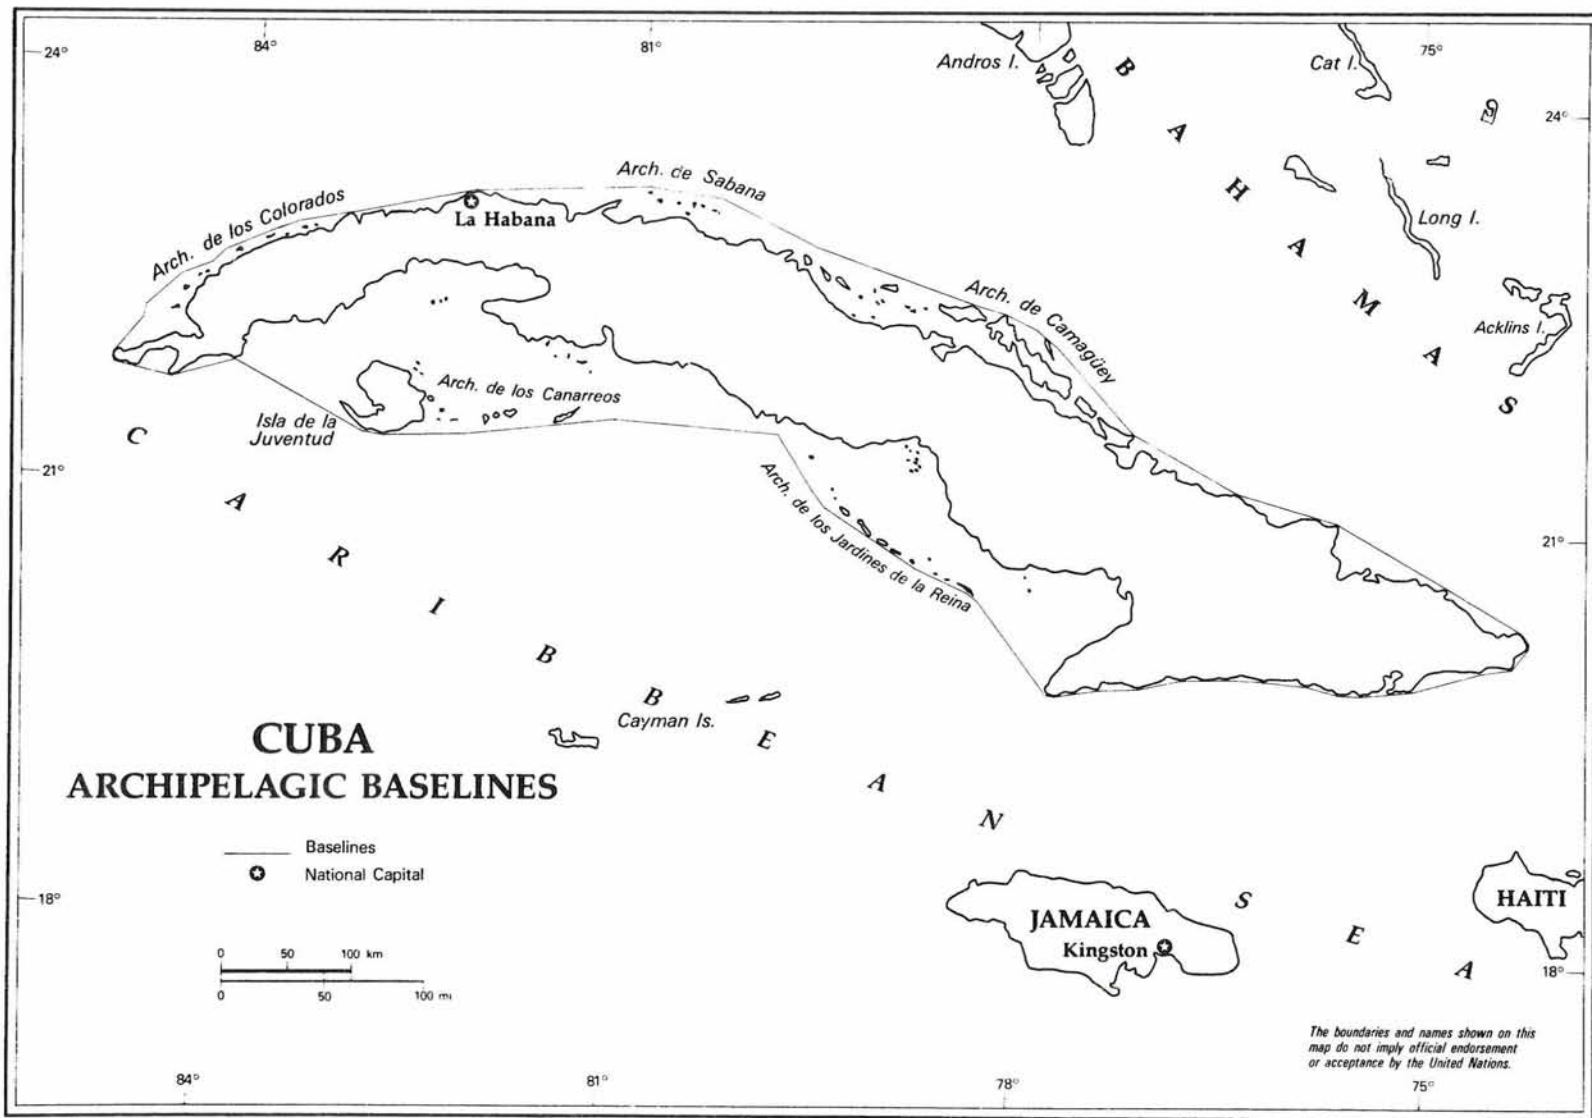 84°
81°
75°
24°
24°
Andros I.
Cat I.
B A H A M A S
Arch. de Sabana
Arch. de los Colorados
La Habana
Long I.
Arch. de Camagüey
Acklins I.
Arch. de los Canarreos
Isla de la
Juventud
21°
21°
Arch. de los Jardines de la Reina
C A R I B B E A N S E A
Cayman Is.
CUBA
ARCHIPELAGIC BASELINES
Baselines
National Capital
18°
18°
JAMAICA
Kingston
HAITI
0 50 100 km
0 50 100 mi
The boundaries and names shown on this
map do not imply official endorsement
or acceptance by the United Nations.
84°
81°
78°
75°